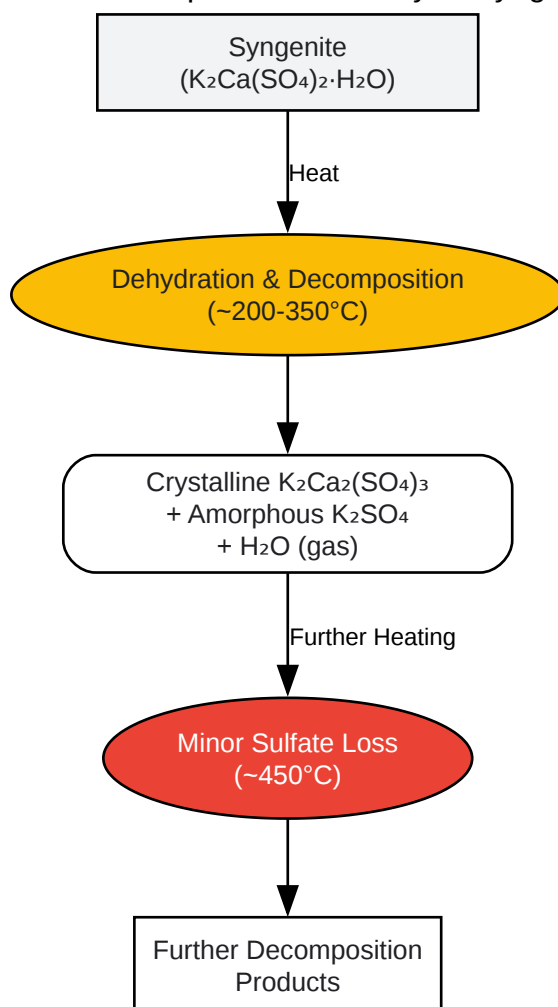 Syngenite
(K₂Ca(SO₄)₂·H₂O)
Heat
Dehydration & Decomposition
(~200-350°C)
Crystalline K₂Ca₂(SO₄)₃
+ Amorphous K₂SO₄
+ H₂O (gas)
Further Heating
Minor Sulfate Loss
(~450°C)
Further Decomposition
Products